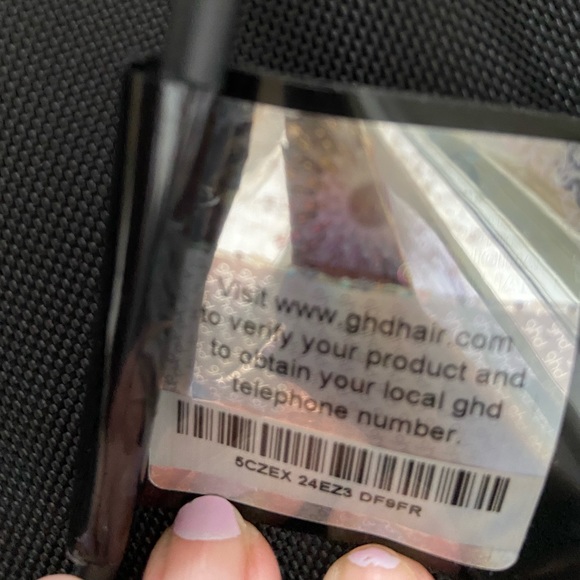 Visit www.ghdhair.com
to verify your product and
to obtain your local ghd
telephone number.
5CZEX 24EZ3 DF9FR